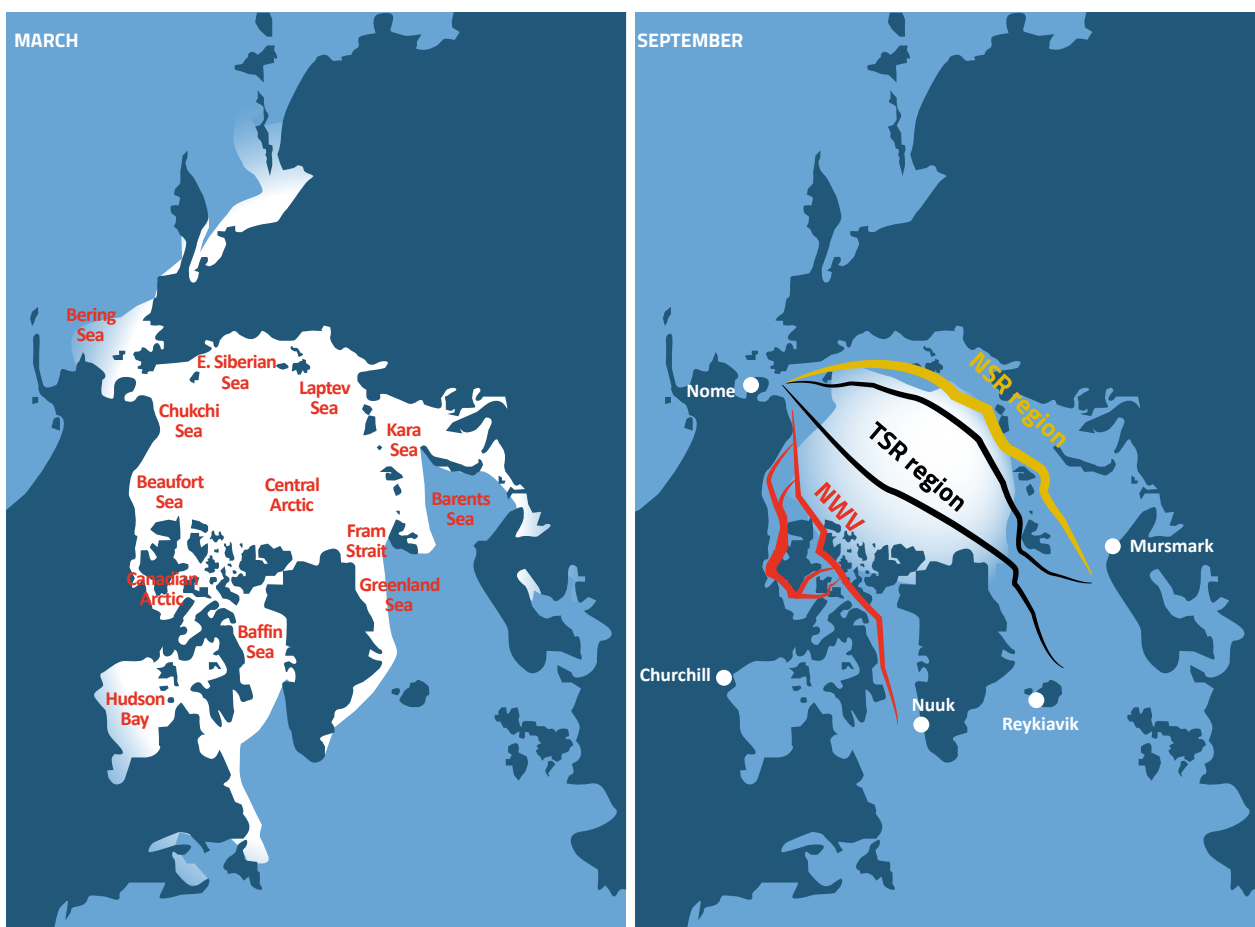 MARCH
Bering
Sea
E. Siberian
Sea
Laptev
Sea
Chukchi
Sea
Kara
Sea
Beaufort
Sea
Central
Arctic
Barents
Sea
Fram
Strait
Canadian
Arctic
Greenland
Sea
Baffin
Sea
Hudson
Bay
SEPTEMBER
Nome
NSR region
TSR region
NWV
Mursmark
Churchill
Nuuk
Reykiavik